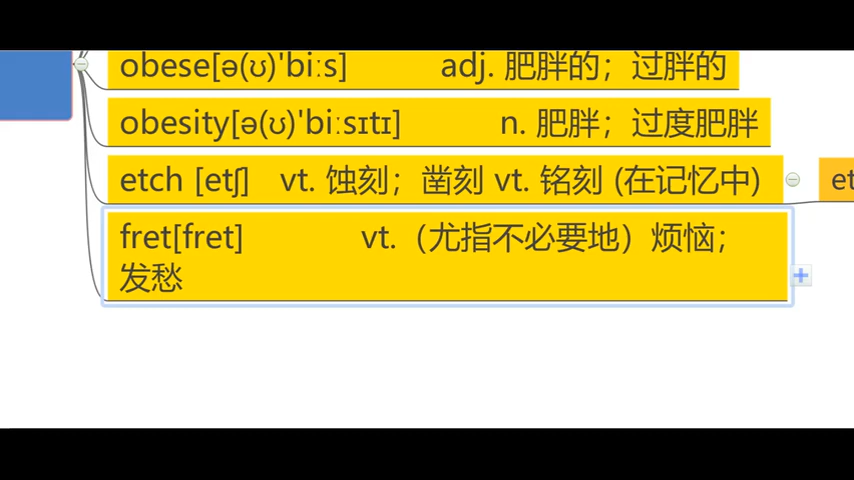 obese[ə(ʊ)'biːs] adj. 肥胖的；过胖的
obesity[ə(ʊ)'biːsɪtɪ] n. 肥胖；过度肥胖
etch [etʃ] vt. 蚀刻；凿刻 vt. 铭刻 (在记忆中)
et
fret[fret] vt.（尤指不必要地）烦恼；
发愁